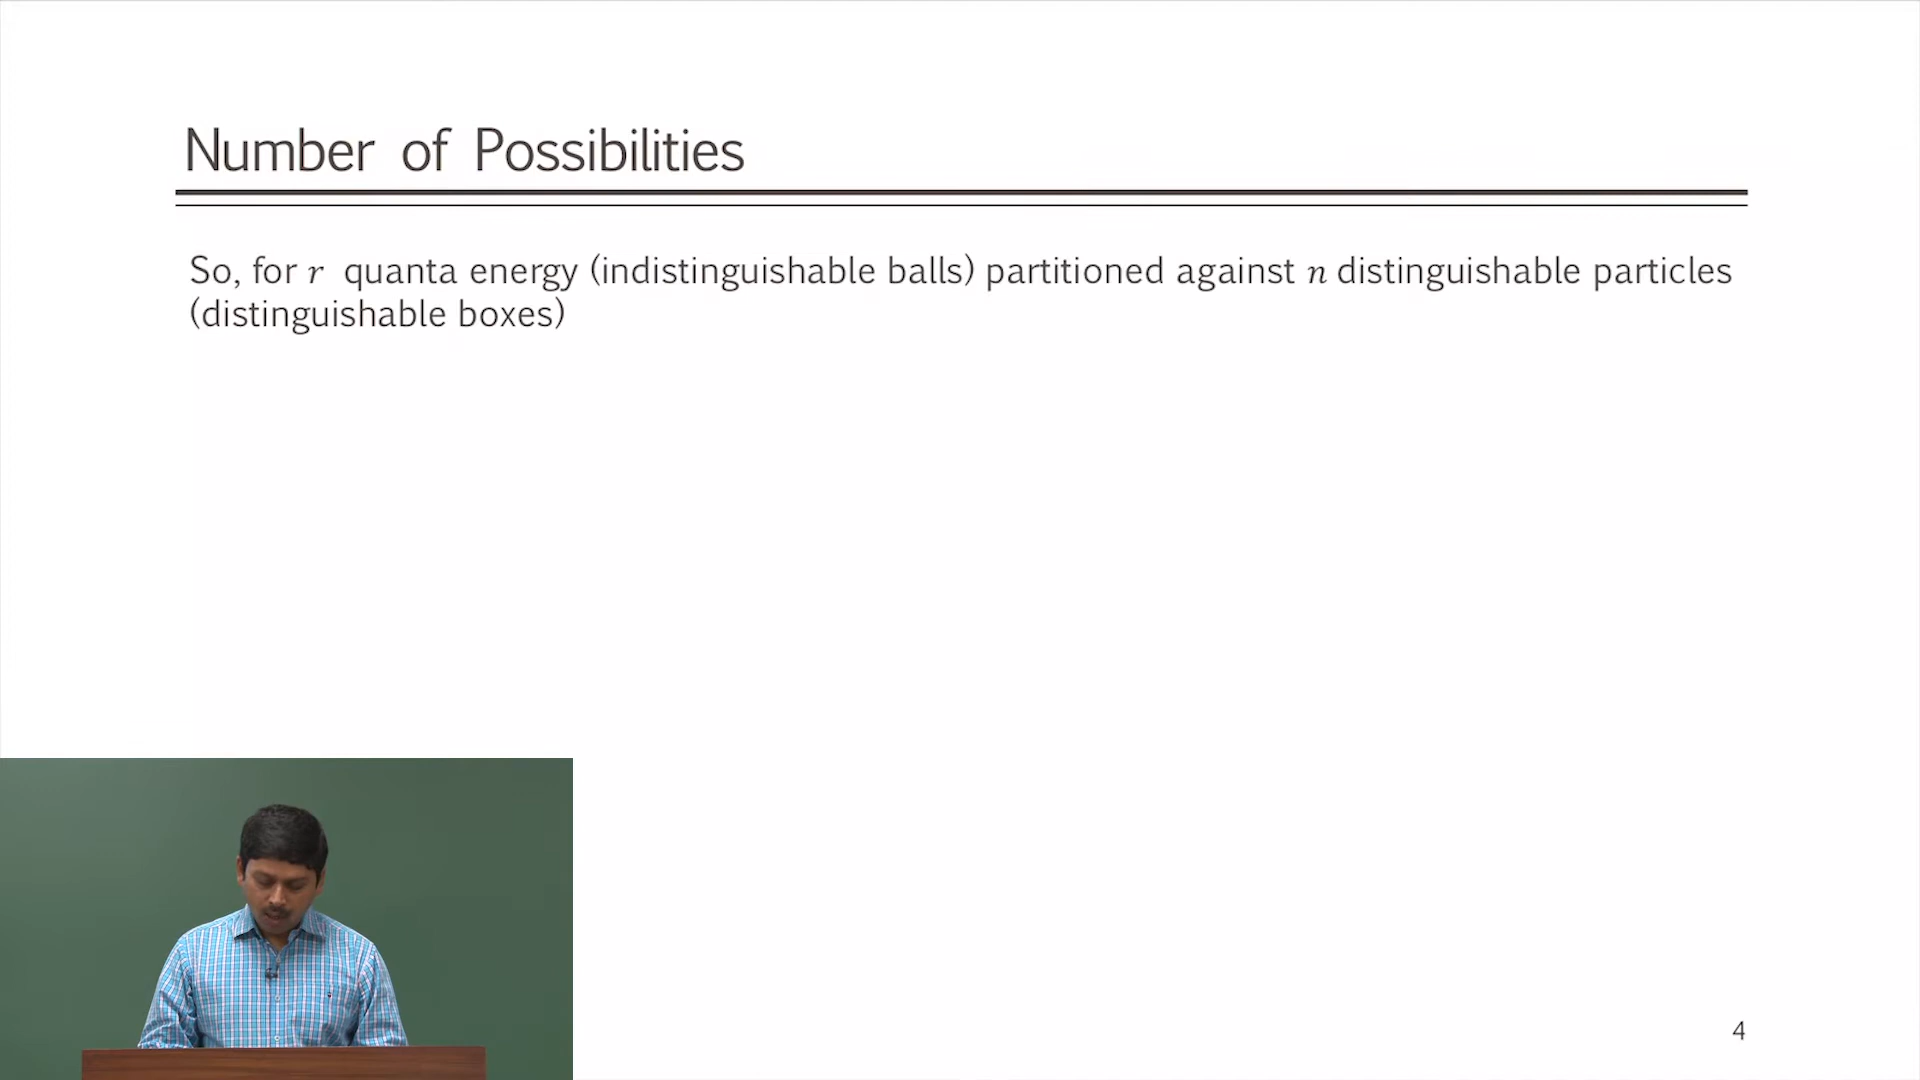 Number of Possibilities
So, for r quanta energy (indistinguishable balls) partitioned against n distinguishable particles
(distinguishable boxes)
4